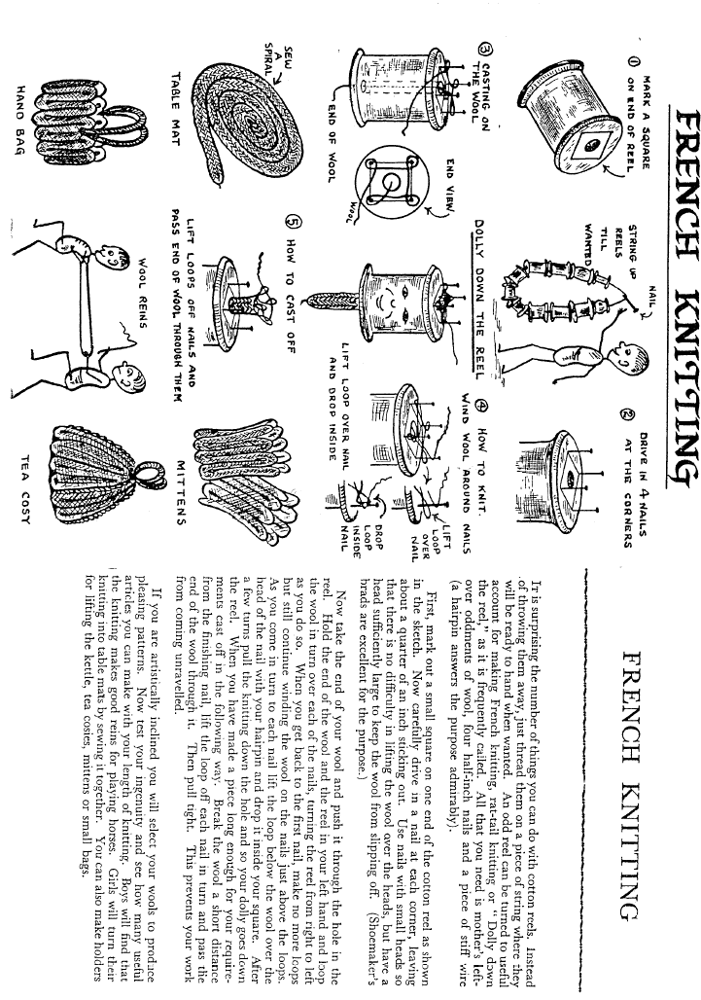 FRENCH KNITTING
① MARK A SQUARE
ON END OF REEL
STRING UP
REELS
TILL
WANTED
NAIL
② DRIVE IN 4 NAILS
AT THE CORNERS
③ CASTING ON
THE WOOL
END OF WOOL
END VIEW
WOOL
DOLLY DOWN THE REEL
④ HOW TO KNIT.
WIND WOOL AROUND NAILS
LIFT LOOP OVER NAIL
AND DROP INSIDE
LIFT
LOOP
OVER
NAIL
DROP
LOOP
INSIDE
NAIL
SEW
A
SPIRAL
TABLE MAT
⑤ HOW TO CAST OFF
LIFT LOOPS OFF NAILS AND
PASS END OF WOOL THROUGH THEM
MITTENS
HAND BAG
WOOL REINS
TEA COSY
FRENCH KNITTING
It is surprising the number of things you can do with cotton reels. Instead
of throwing them away, just thread them on a piece of string where they
will be ready to hand when wanted. An odd reel can be turned to useful
account for making French knitting, rat-tail knitting or "Dolly down
the reel," as it is frequently called. All that you need is mother's left-
over oddments of wool, four half-inch nails and a piece of stiff wire
(a hairpin answers the purpose admirably).
First, mark out a small square on one end of the cotton reel as shown
in the sketch. Now carefully drive in a nail at each corner, leaving
about a quarter of an inch sticking out. Use nails with small heads so
that there is no difficulty in lifting the wool over the heads, but have a
head sufficiently large to keep the wool from slipping off. (Shoemaker's
brads are excellent for the purpose.)
Now take the end of your wool and push it through the hole in the
reel. Hold the end of the wool and the reel in your left hand and loop
the wool in turn over each of the nails, turning the reel from right to left
as you do so. When you get back to the first nail, make no more loops
but still continue winding the wool on the nails just above the loops.
As you come in turn to each nail lift the loop below the wool over the
head of the nail with your hairpin and drop it inside your square. After
a few turns pull the knitting down the hole and so your dolly goes down
the reel. When you have made a piece long enough for your require-
ments cast off in the following way. Break the wool a short distance
from the finishing nail, lift the loop off each nail in turn and pass the
end of the wool through it. Then pull tight. This prevents your work
from coming unravelled.
If you are artistically inclined you will select your wools to produce
pleasing patterns. Now test your ingenuity and see how many useful
articles you can make with your length of knitting. Boys will find that
the knitting makes good reins for playing horses. Girls will turn their
knitting into table mats by sewing it together. You can also make holders
for lifting the kettle, tea cosies, mittens or small bags.